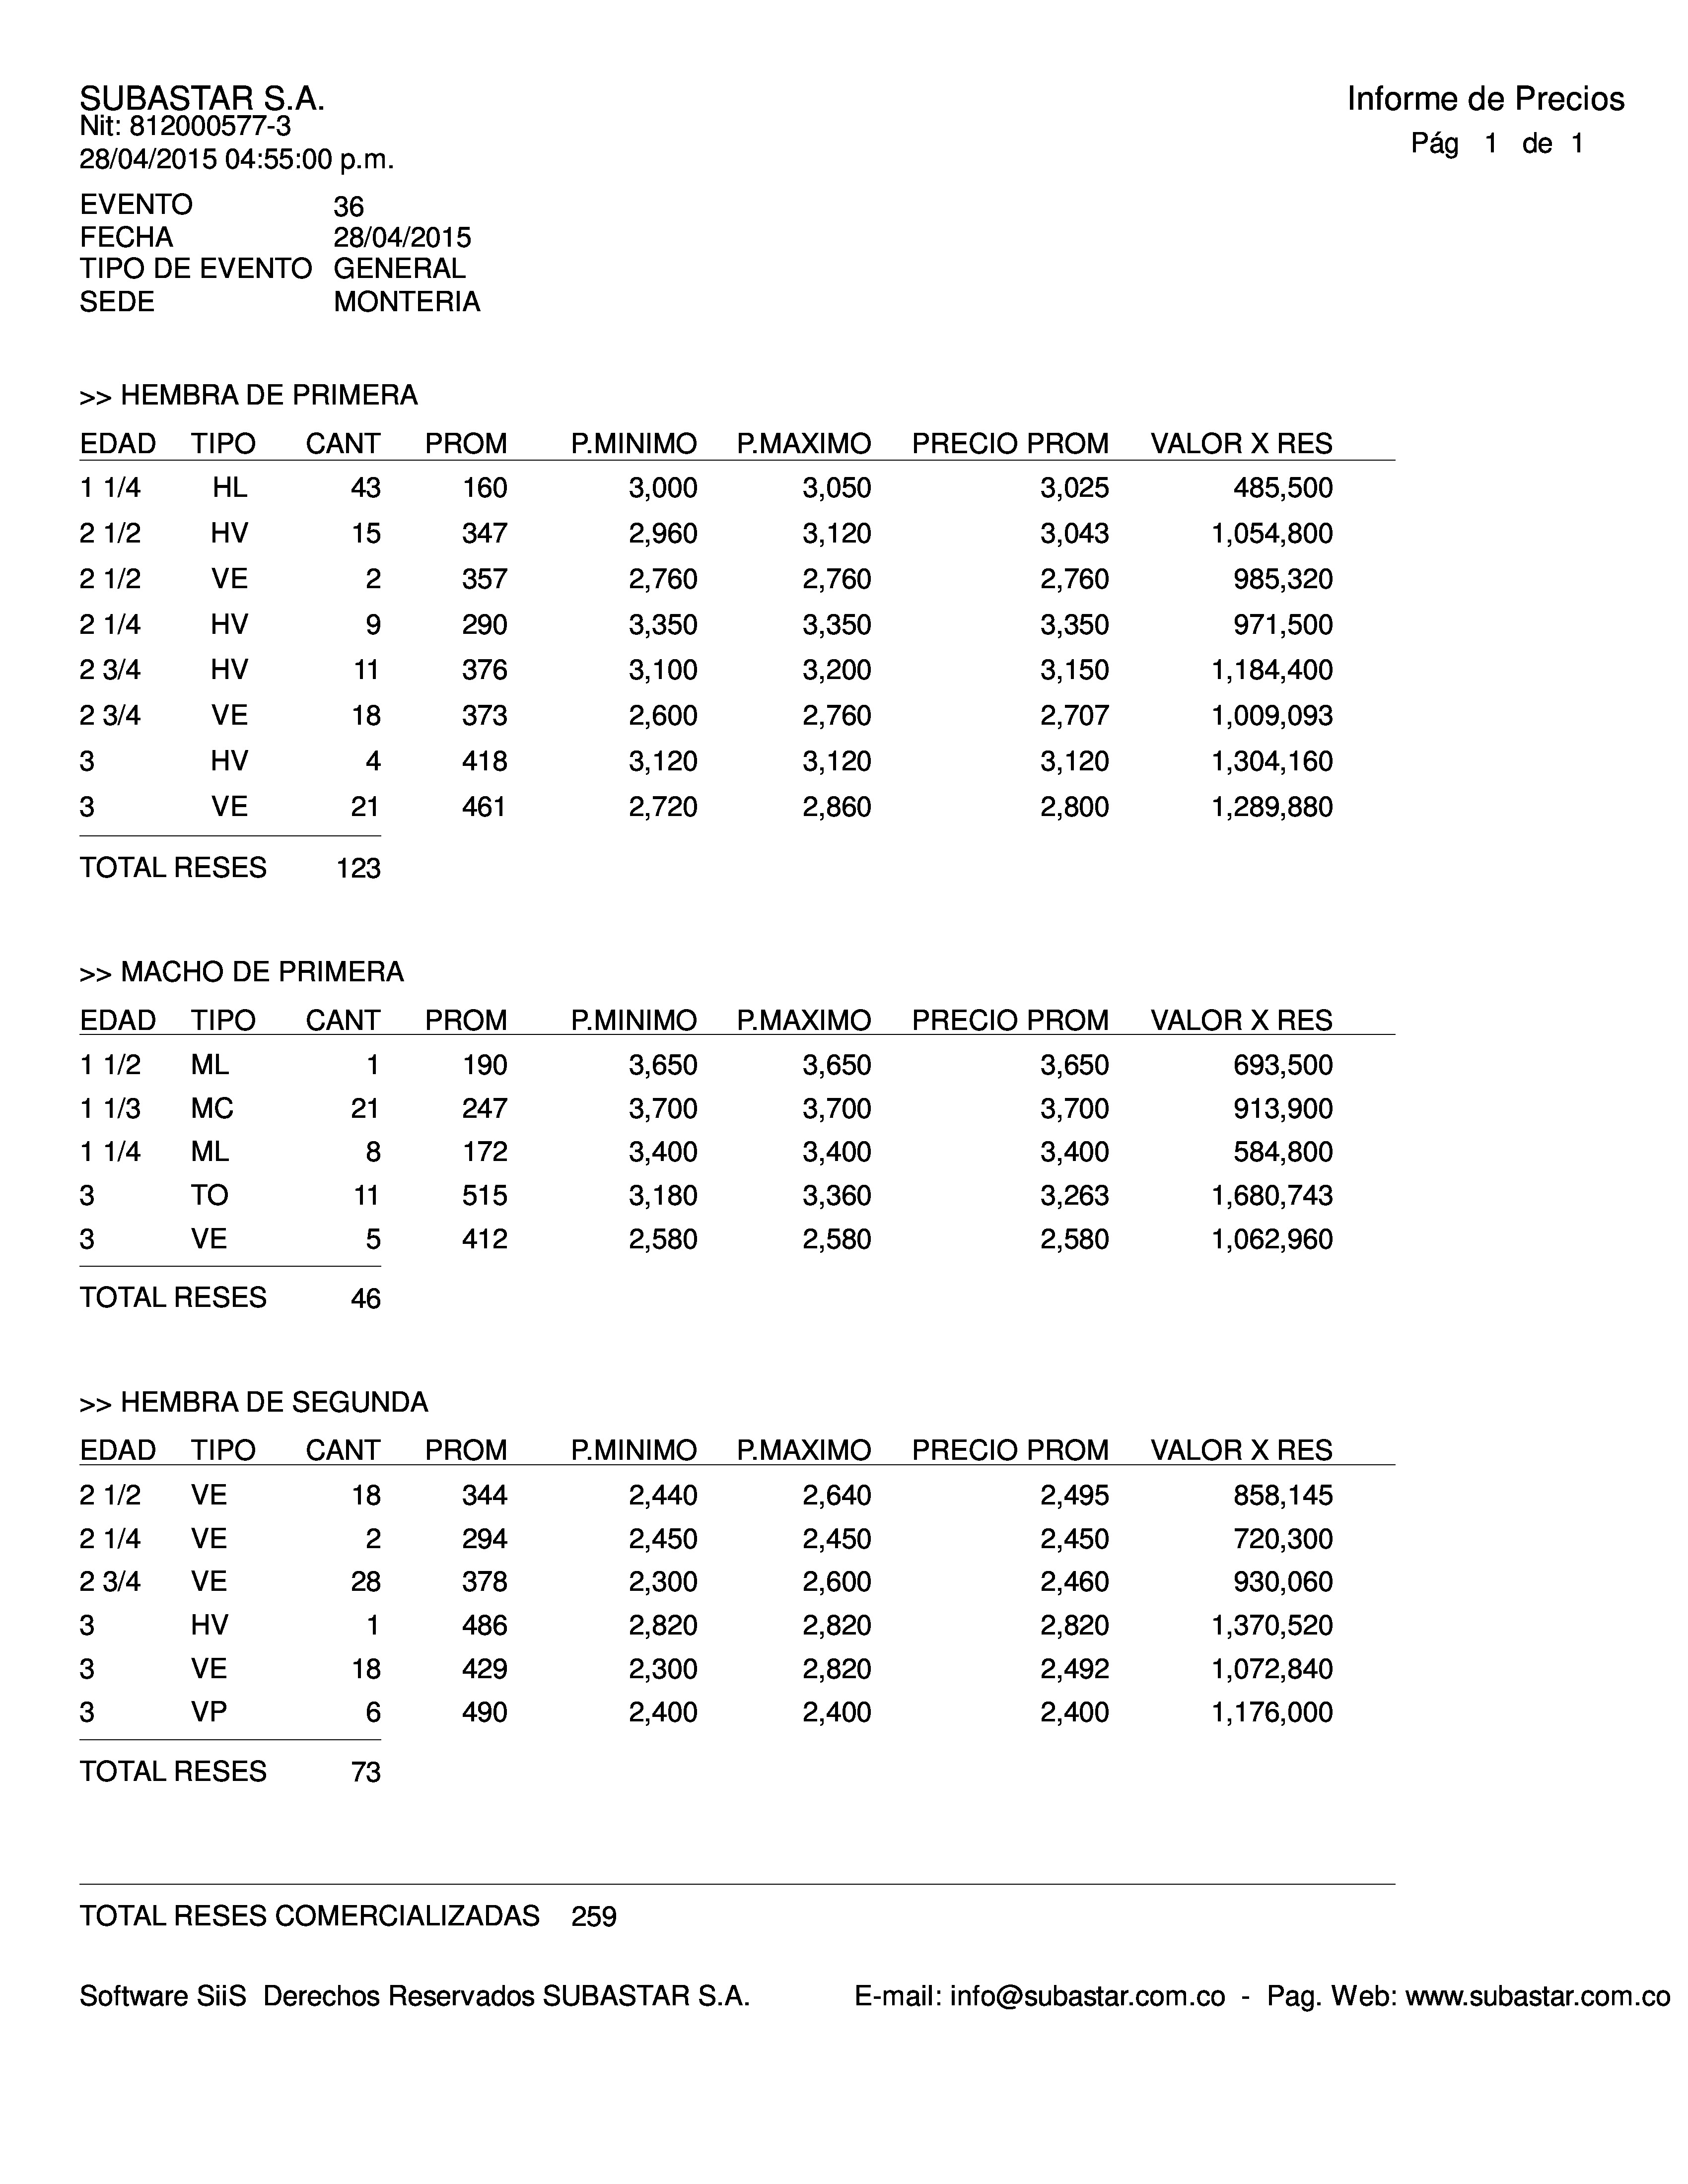 SUBASTAR S.A.
Informe de Precios
Nit: 812000577-3
Pág 1 de 1
28/04/2015 04:55:00 p.m.
EVENTO 36
FECHA 28/04/2015
TIPO DE EVENTO GENERAL
SEDE MONTERIA
>> HEMBRA DE PRIMERA
EDAD TIPO CANT PROM P.MINIMO P.MAXIMO PRECIO PROM VALOR X RES
1 1/4 HL 43 160 3,000 3,050 3,025 485,500
2 1/2 HV 15 347 2,960 3,120 3,043 1,054,800
2 1/2 VE 2 357 2,760 2,760 2,760 985,320
2 1/4 HV 9 290 3,350 3,350 3,350 971,500
2 3/4 HV 11 376 3,100 3,200 3,150 1,184,400
2 3/4 VE 18 373 2,600 2,760 2,707 1,009,093
3 HV 4 418 3,120 3,120 3,120 1,304,160
3 VE 21 461 2,720 2,860 2,800 1,289,880
TOTAL RESES 123
>> MACHO DE PRIMERA
EDAD TIPO CANT PROM P.MINIMO P.MAXIMO PRECIO PROM VALOR X RES
1 1/2 ML 1 190 3,650 3,650 3,650 693,500
1 1/3 MC 21 247 3,700 3,700 3,700 913,900
1 1/4 ML 8 172 3,400 3,400 3,400 584,800
3 TO 11 515 3,180 3,360 3,263 1,680,743
3 VE 5 412 2,580 2,580 2,580 1,062,960
TOTAL RESES 46
>> HEMBRA DE SEGUNDA
EDAD TIPO CANT PROM P.MINIMO P.MAXIMO PRECIO PROM VALOR X RES
2 1/2 VE 18 344 2,440 2,640 2,495 858,145
2 1/4 VE 2 294 2,450 2,450 2,450 720,300
2 3/4 VE 28 378 2,300 2,600 2,460 930,060
3 HV 1 486 2,820 2,820 2,820 1,370,520
3 VE 18 429 2,300 2,820 2,492 1,072,840
3 VP 6 490 2,400 2,400 2,400 1,176,000
TOTAL RESES 73
TOTAL RESES COMERCIALIZADAS 259
Software SiiS Derechos Reservados SUBASTAR S.A. E-mail: info@subastar.com.co - Pag. Web: www.subastar.com.co